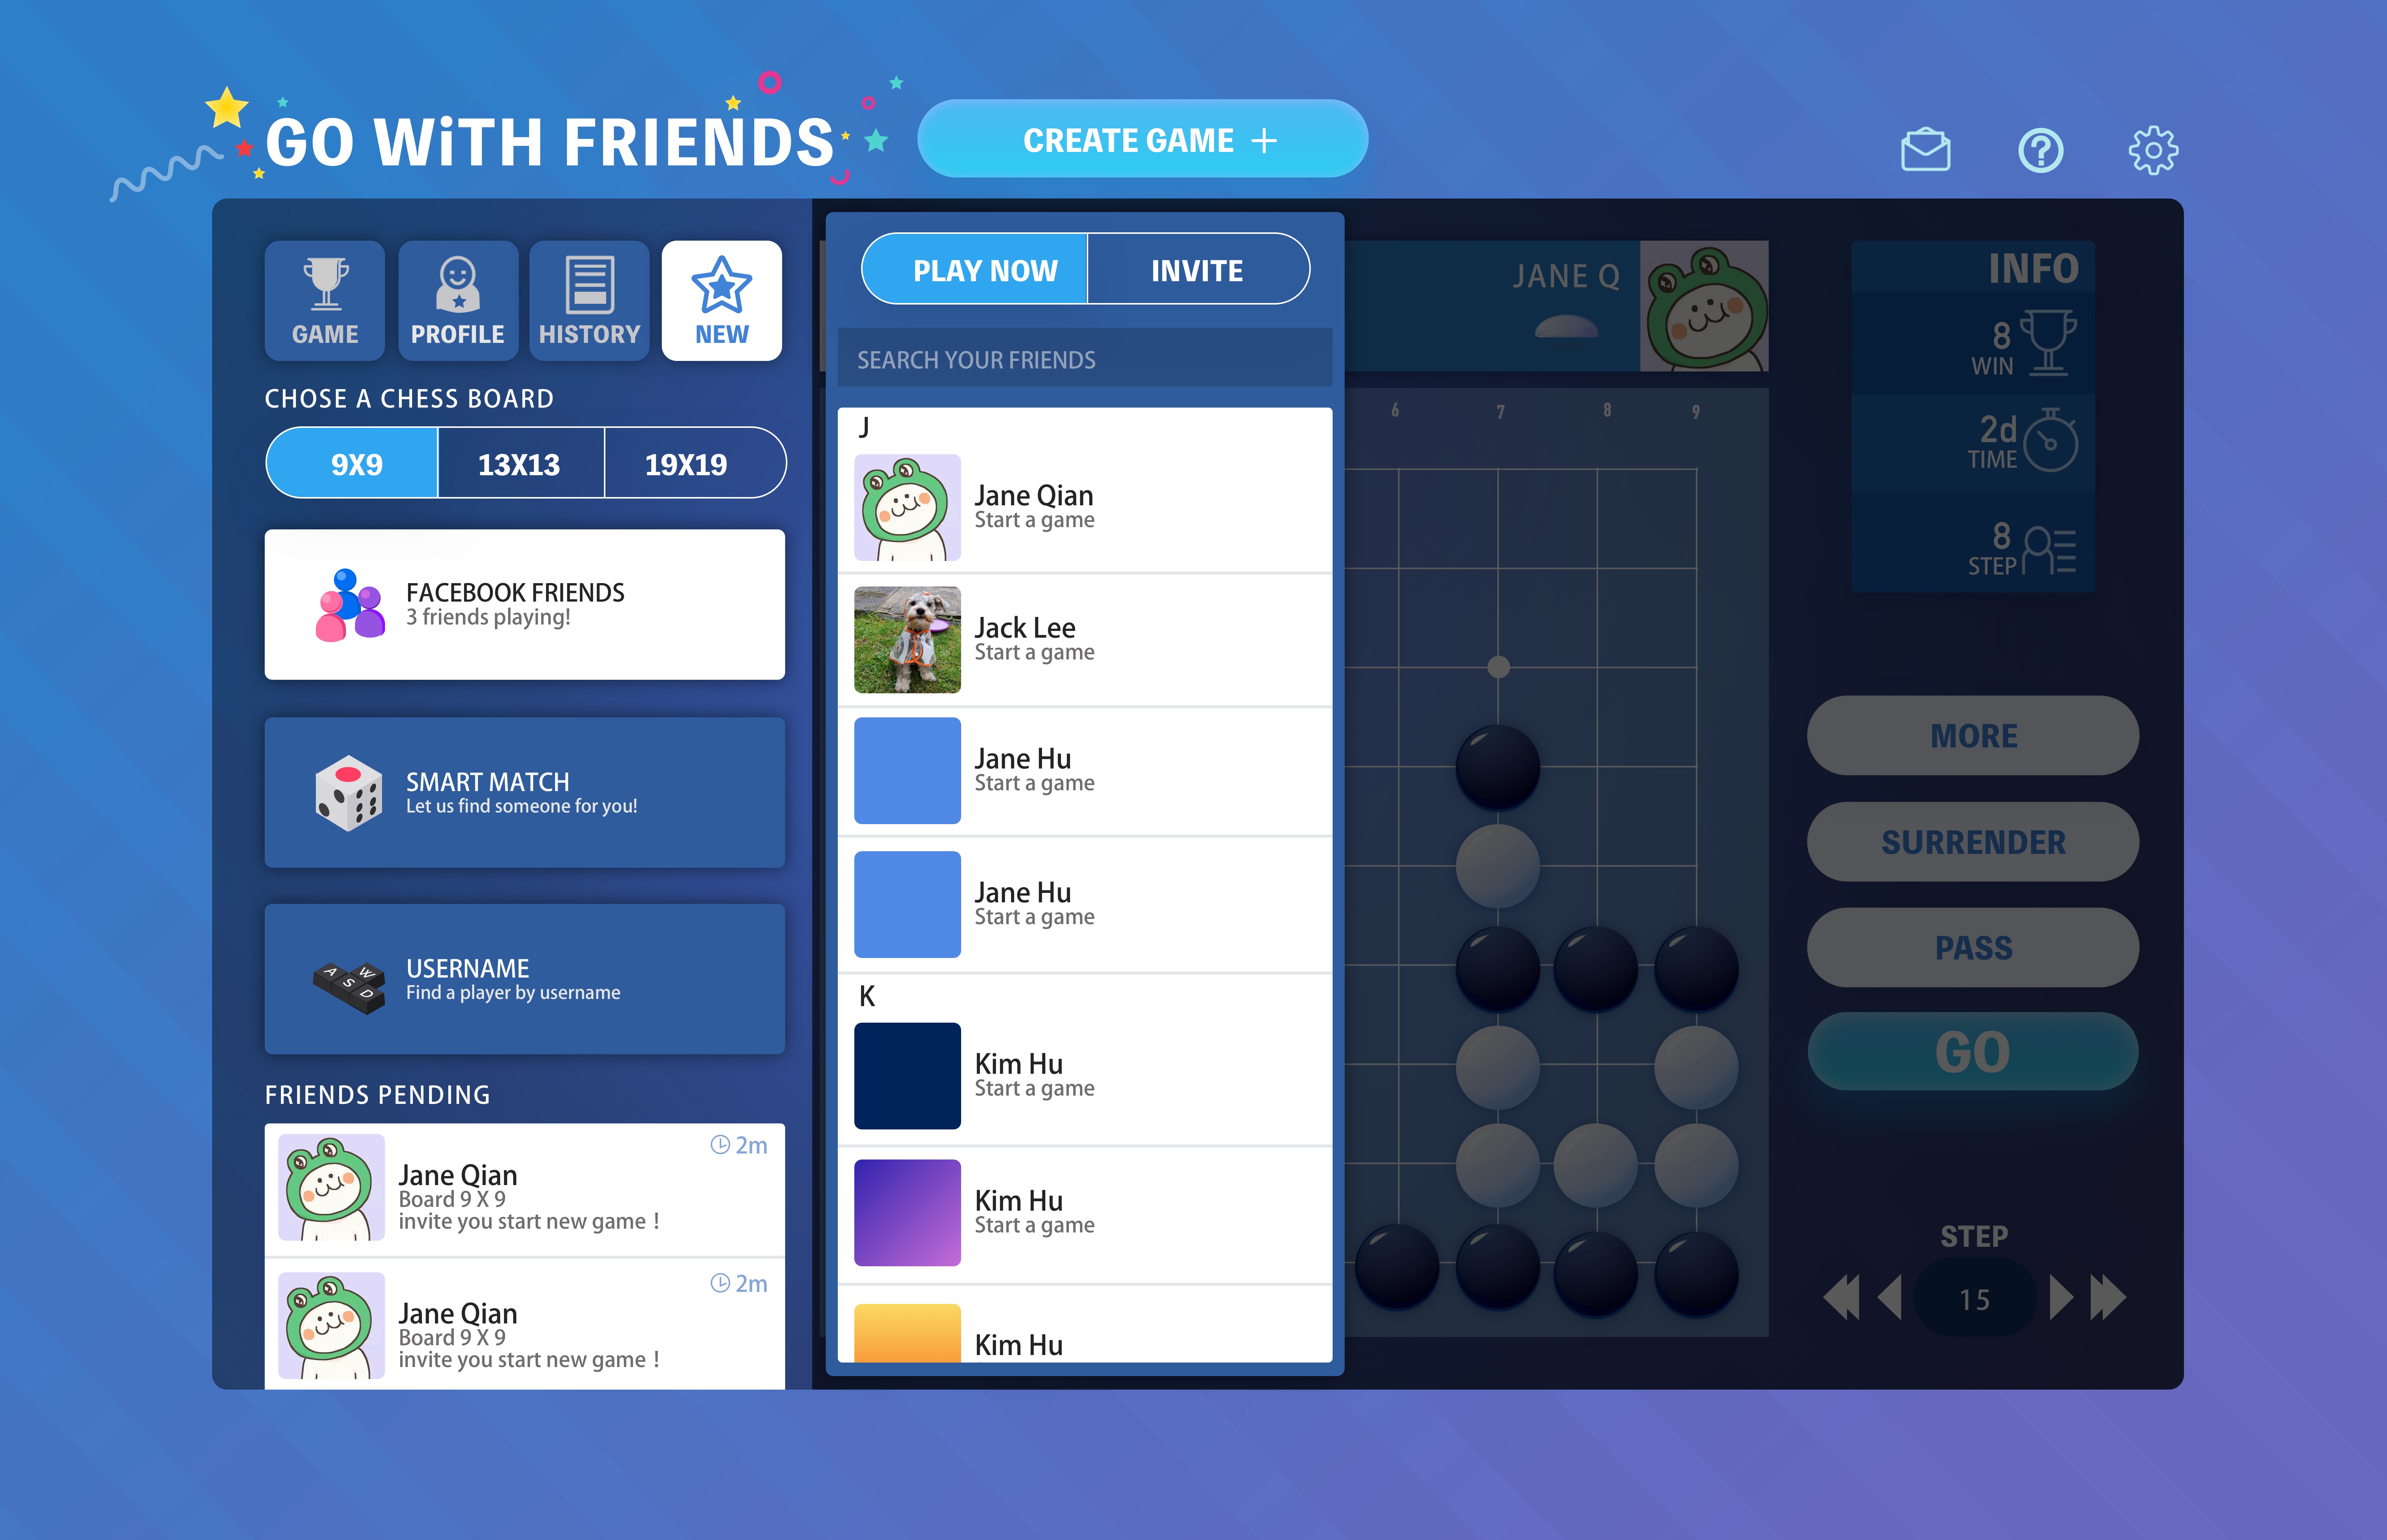 GO WiTH FRIENDS
CREATE GAME +
GAME
PROFILE
HISTORY
NEW
CHOSE A CHESS BOARD
9X9
13X13
19X19
FACEBOOK FRIENDS
3 friends playing!
SMART MATCH
Let us find someone for you!
A W S D
USERNAME
Find a player by username
FRIENDS PENDING
2m
Jane Qian
Board 9 X 9
invite you start new game !
2m
Jane Qian
Board 9 X 9
invite you start new game !
PLAY NOW
INVITE
SEARCH YOUR FRIENDS
J
Jane Qian
Start a game
Jack Lee
Start a game
Jane Hu
Start a game
Jane Hu
Start a game
K
Kim Hu
Start a game
Kim Hu
Start a game
Kim Hu
JANE Q
6 7 8 9
INFO
8
WIN
2d
TIME
8
STEP
MORE
SURRENDER
PASS
GO
STEP
15